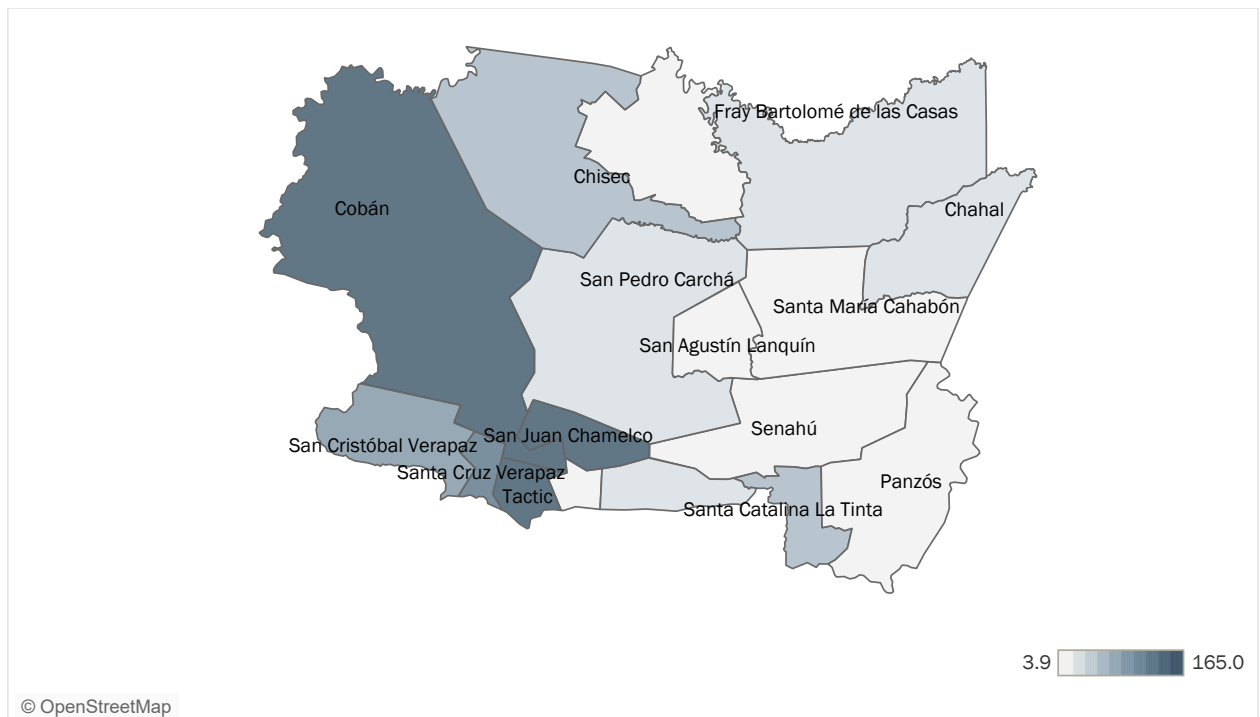 Fray Bartolomé de las Casas
Chisec
Cobán
Chahal
San Pedro Carchá
Santa María Cahabón
San Agustín Lanquín
Senahú
San Juan Chamelco
San Cristóbal Verapaz
Santa Cruz Verapaz
Panzós
Tactic
Santa Catalina La Tinta
3.9 165.0
© OpenStreetMap